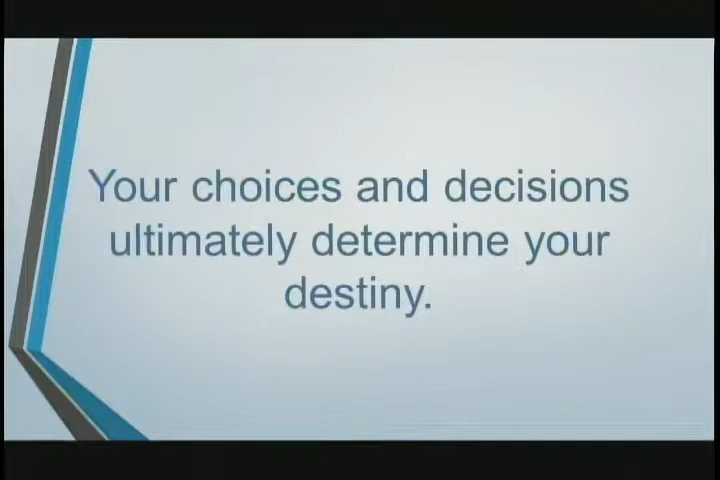 Your choices and decisions
ultimately determine your
destiny.